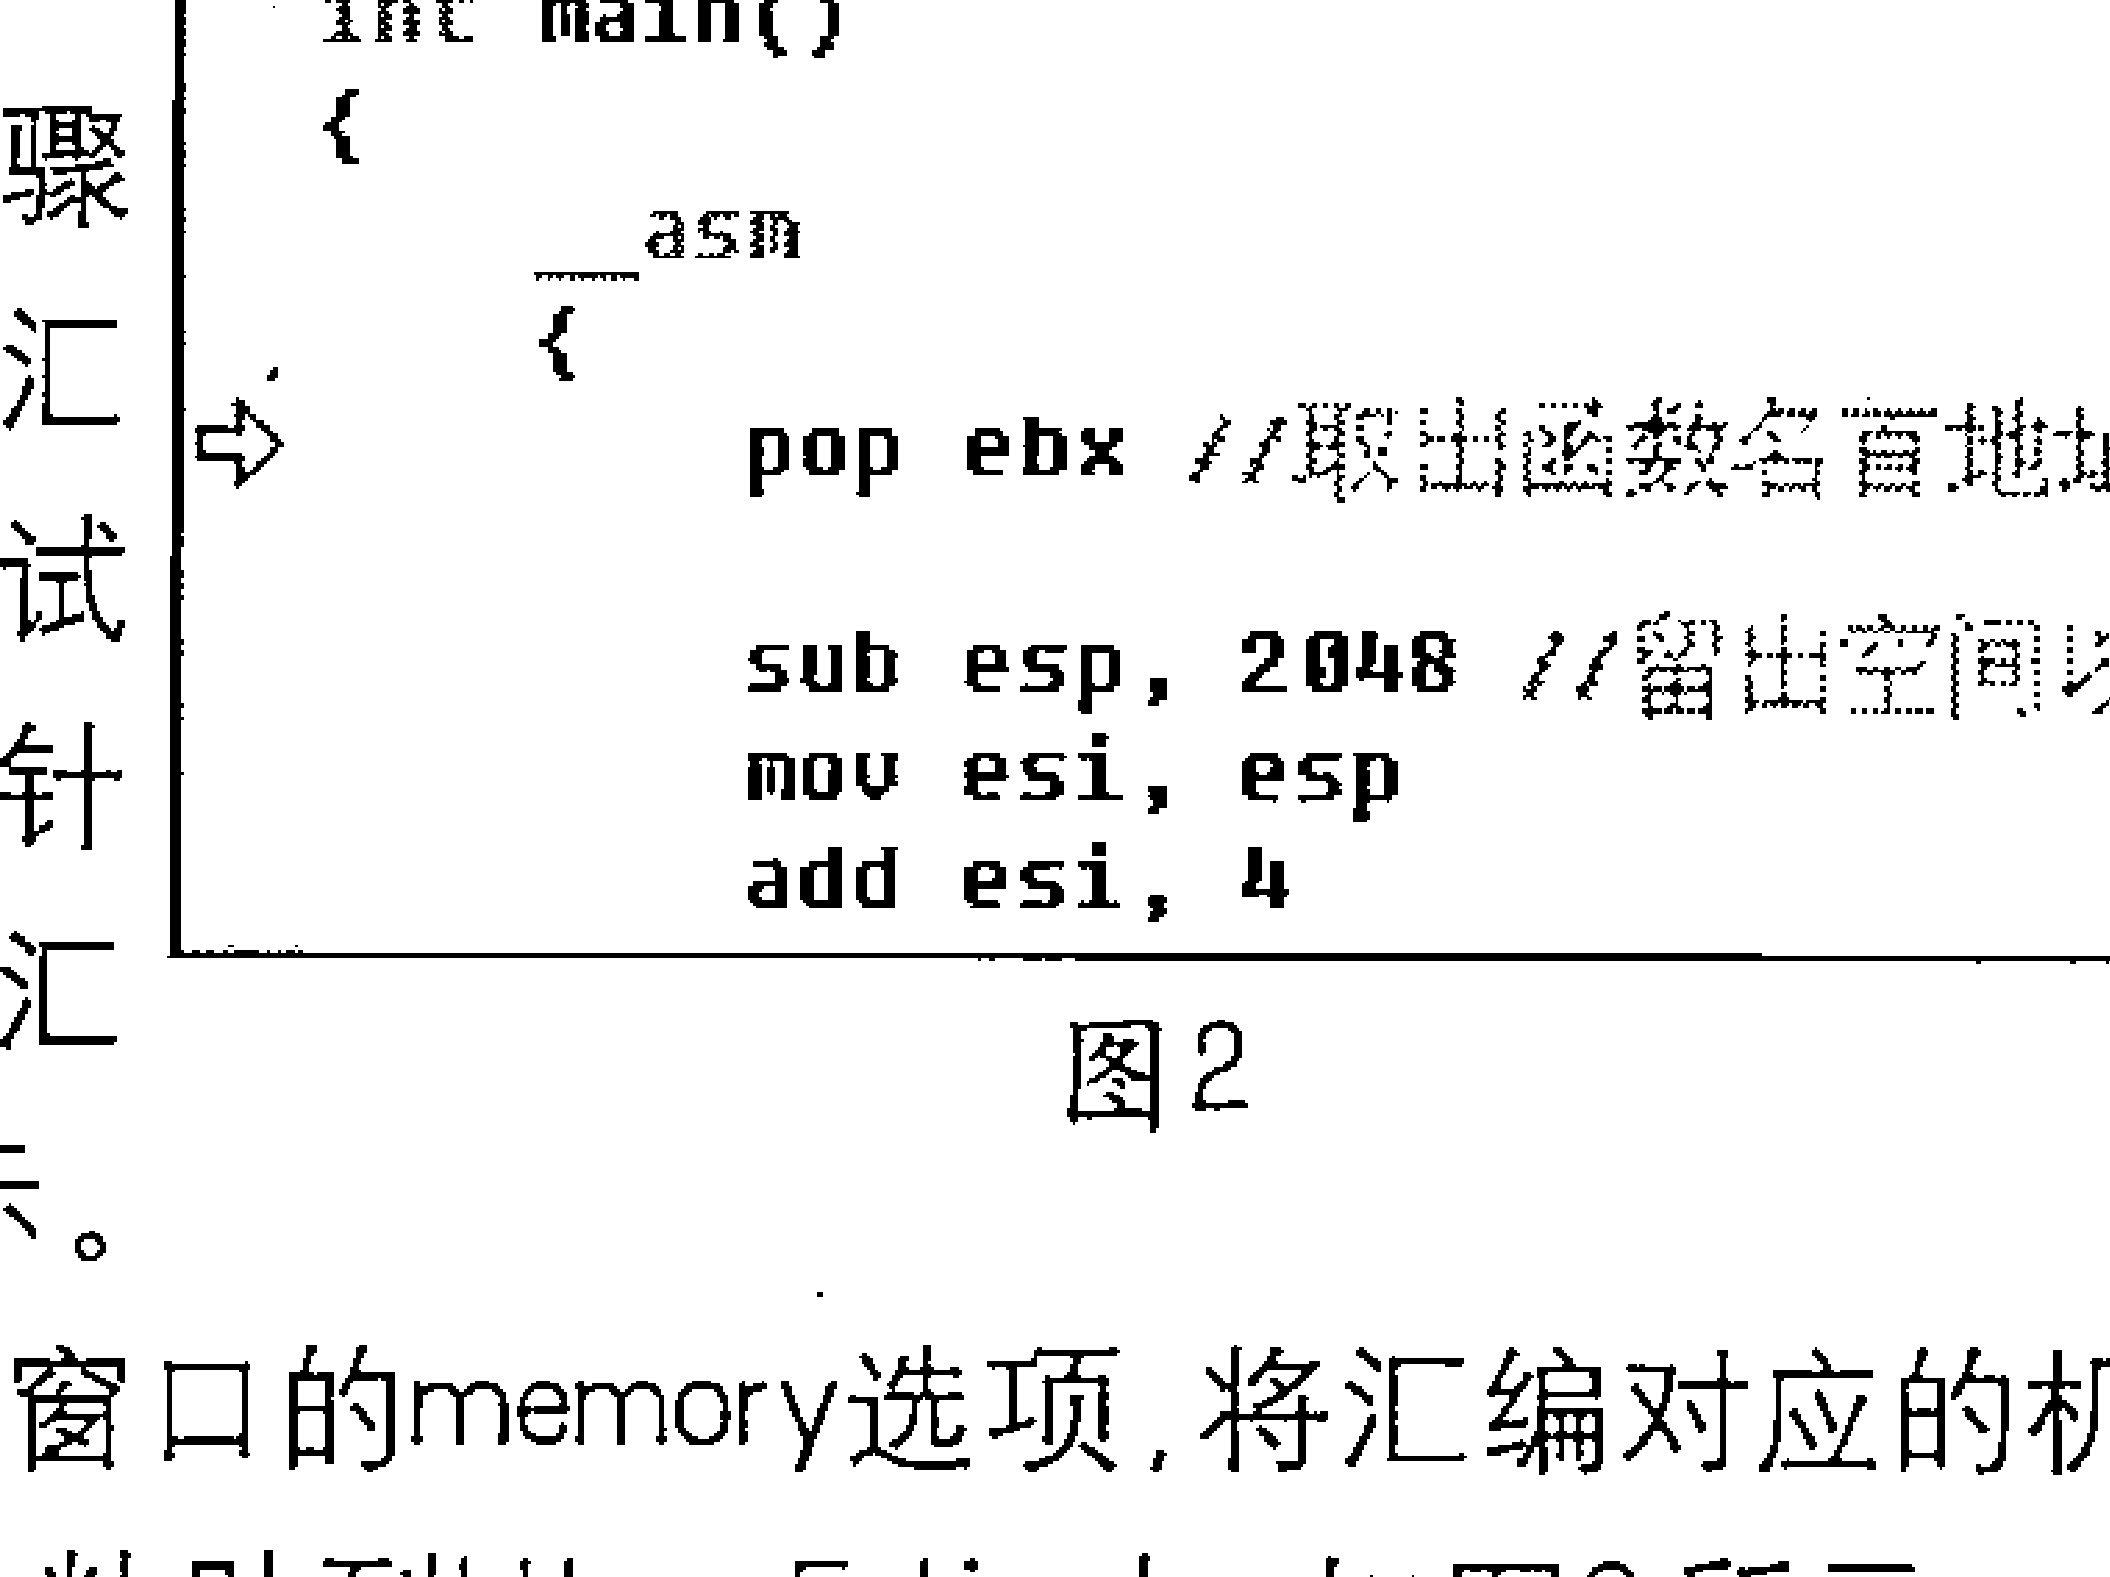 int main()
{
__asm
{
pop ebx //取出函数名首地址
sub esp, 2048 //留出空间
mov esi, esp
add esi, 4
骤
汇
试
针
汇
。
图2
窗口的memory选项,将汇编对应的